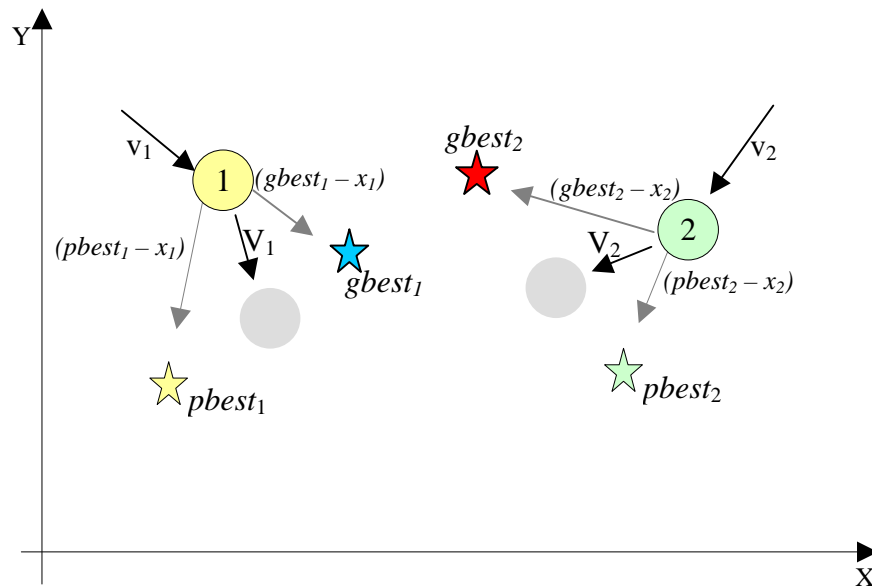 Y
gbest₂
v₁
v₂
1
(gbest₁ – x₁)
(gbest₂ – x₂)
2
(pbest₁ – x₁)
V₁
V₂
gbest₁
(pbest₂ – x₂)
pbest₁
pbest₂
X